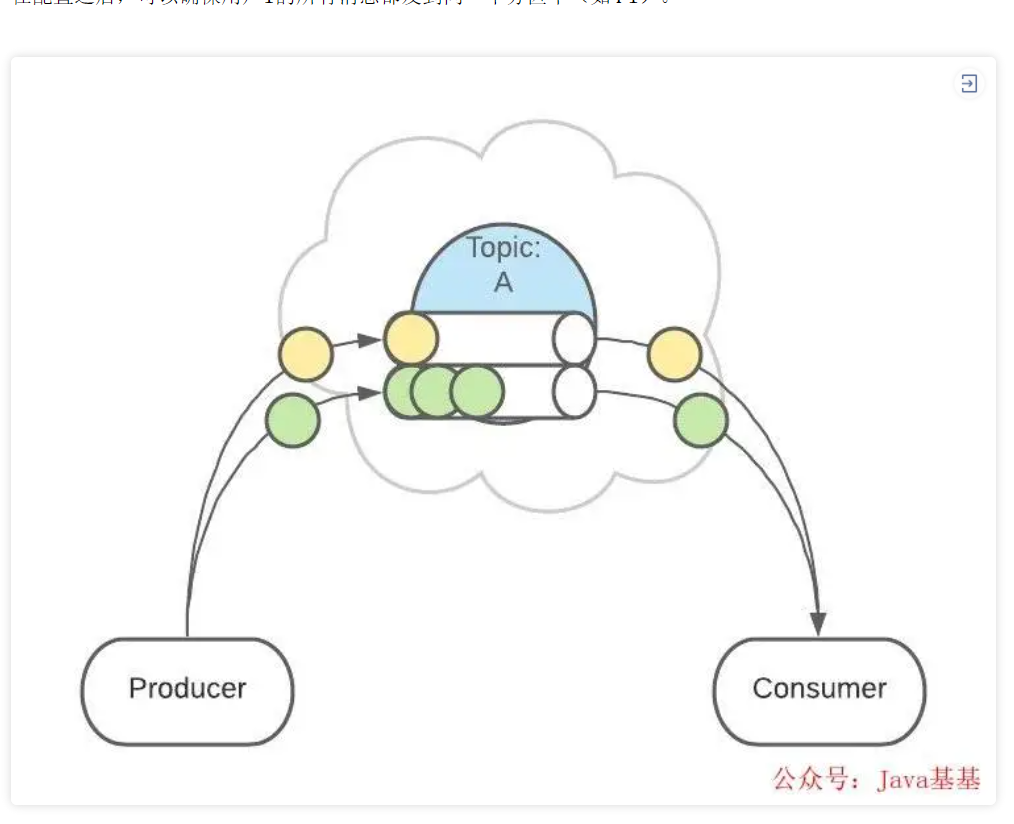 Topic:
A
Producer
Consumer
公众号：Java基基